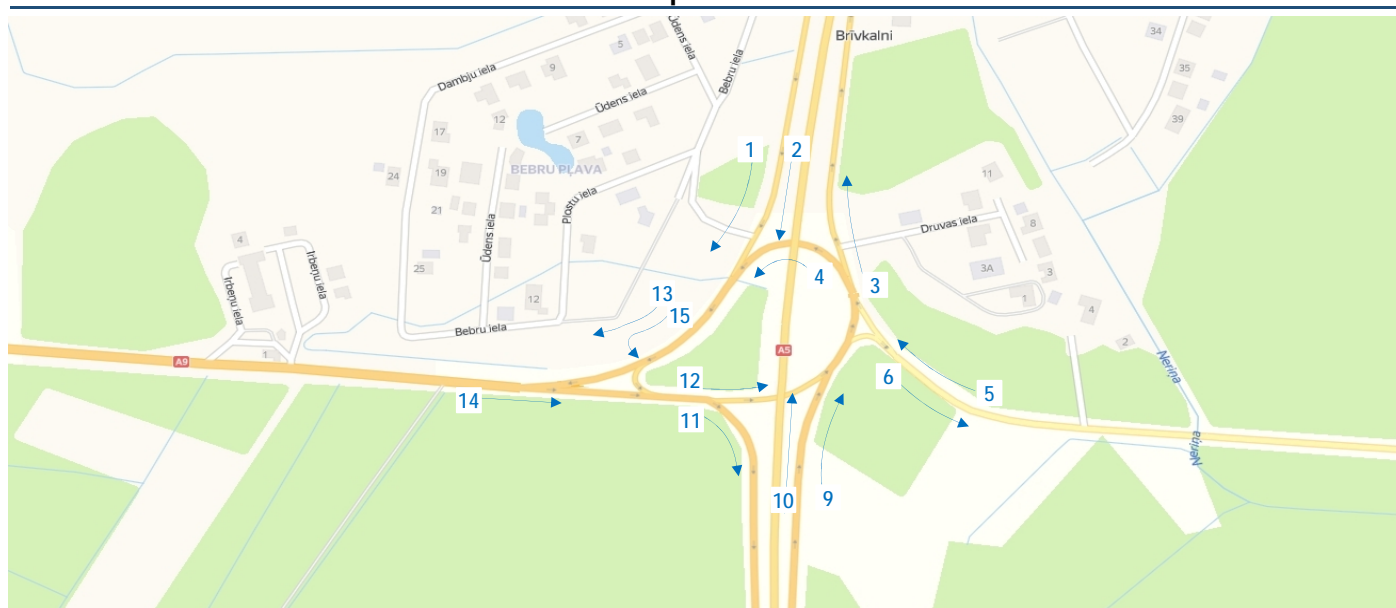 Brīvkalni
Ūdens iela
Bebru iela
5
34
Dambju iela
9
35
Ūdens iela
39
12
17
7
1
2
BEBRU PĻAVA
24
19
11
21
Plostu iela
Druvas iela
8
4
Ūdens iela
25
3A
3
4
3
Irbeņu iela
Irbeņu iela
13
12
1
4
15
Bebru iela
2
A9
1
A5
Neriņa
12
6
5
14
11
Neriņa
10
9